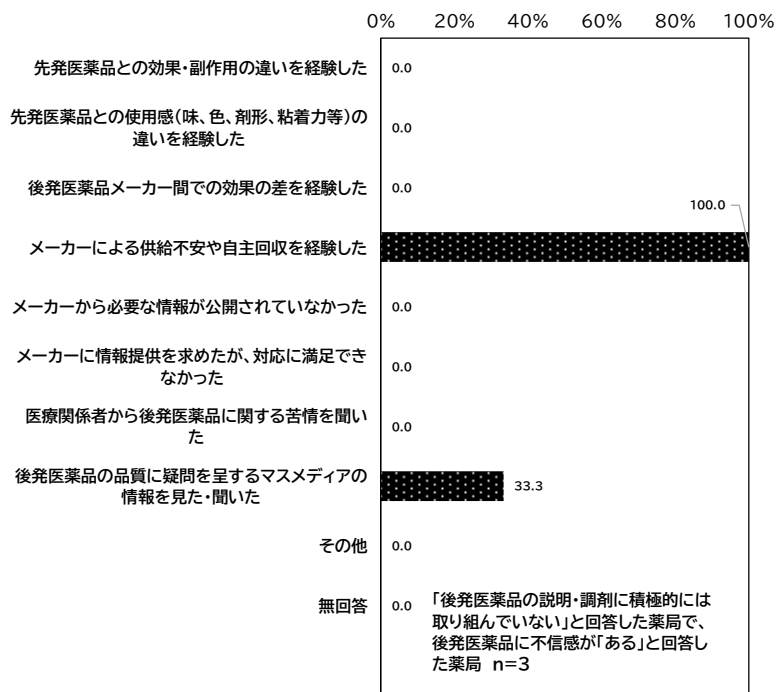 0% 20% 40% 60% 80% 100%
先発医薬品との効果・副作用の違いを経験した 0.0
先発医薬品との使用感(味、色、剤形、粘着力等)の
違いを経験した
0.0
後発医薬品メーカー間での効果の差を経験した 0.0
メーカーによる供給不安や自主回収を経験した 100.0
メーカーから必要な情報が公開されていなかった 0.0
メーカーに情報提供を求めたが、対応に満足でき
なかった
0.0
医療関係者から後発医薬品に関する苦情を聞い
た
0.0
後発医薬品の品質に疑問を呈するマスメディアの
情報を見た・聞いた
33.3
その他 0.0
無回答 0.0
「後発医薬品の説明・調剤に積極的には
取り組んでいない」と回答した薬局で、
後発医薬品に不信感が「ある」と回答し
た薬局 n=3